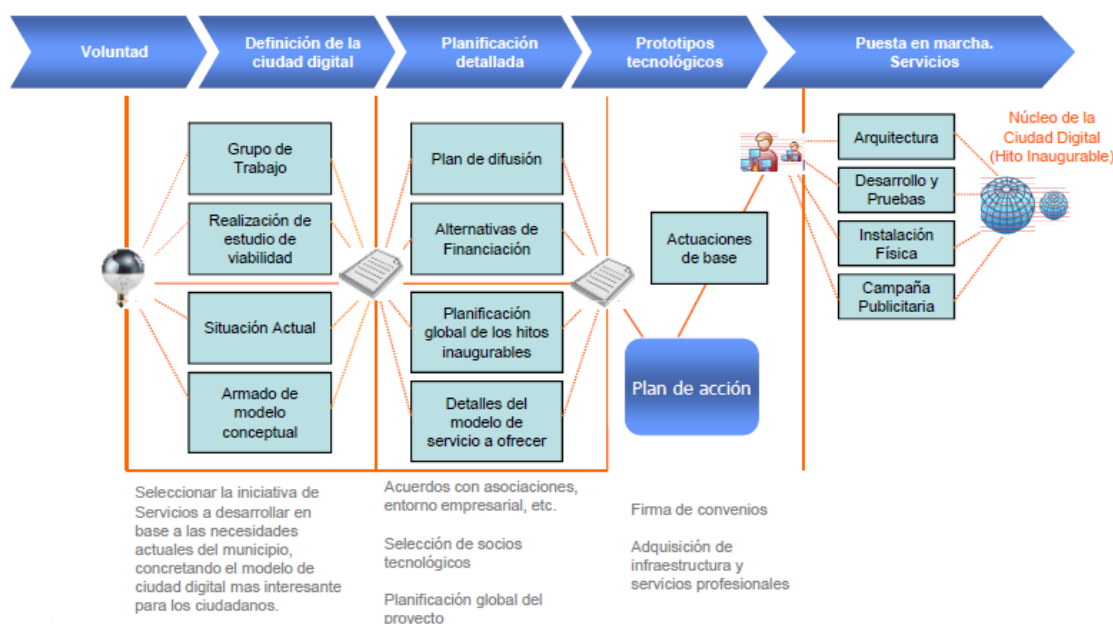 Voluntad
Definición de la
ciudad digital
Planificación
detallada
Prototipos
tecnológicos
Puesta en marcha.
Servicios
Grupo de
Trabajo
Realización de
estudio de
viabilidad
Situación Actual
Armado de
modelo
conceptual
Plan de difusión
Alternativas de
Financiación
Planificación
global de los hitos
inaugurables
Detalles del
modelo de
servicio a ofrecer
Actuaciones
de base
Plan de acción
Arquitectura
Desarrollo y
Pruebas
Instalación
Física
Campaña
Publicitaria
Núcleo de la
Ciudad Digital
(Hito Inaugurable)
Seleccionar la iniciativa de
Servicios a desarrollar en
base a las necesidades
actuales del municipio,
concretando el modelo de
ciudad digital mas interesante
para los ciudadanos.
Acuerdos con asociaciones,
entorno empresarial, etc.
Selección de socios
tecnológicos
Planificación global del
proyecto
Firma de convenios
Adquisición de
infraestructura y
servicios profesionales